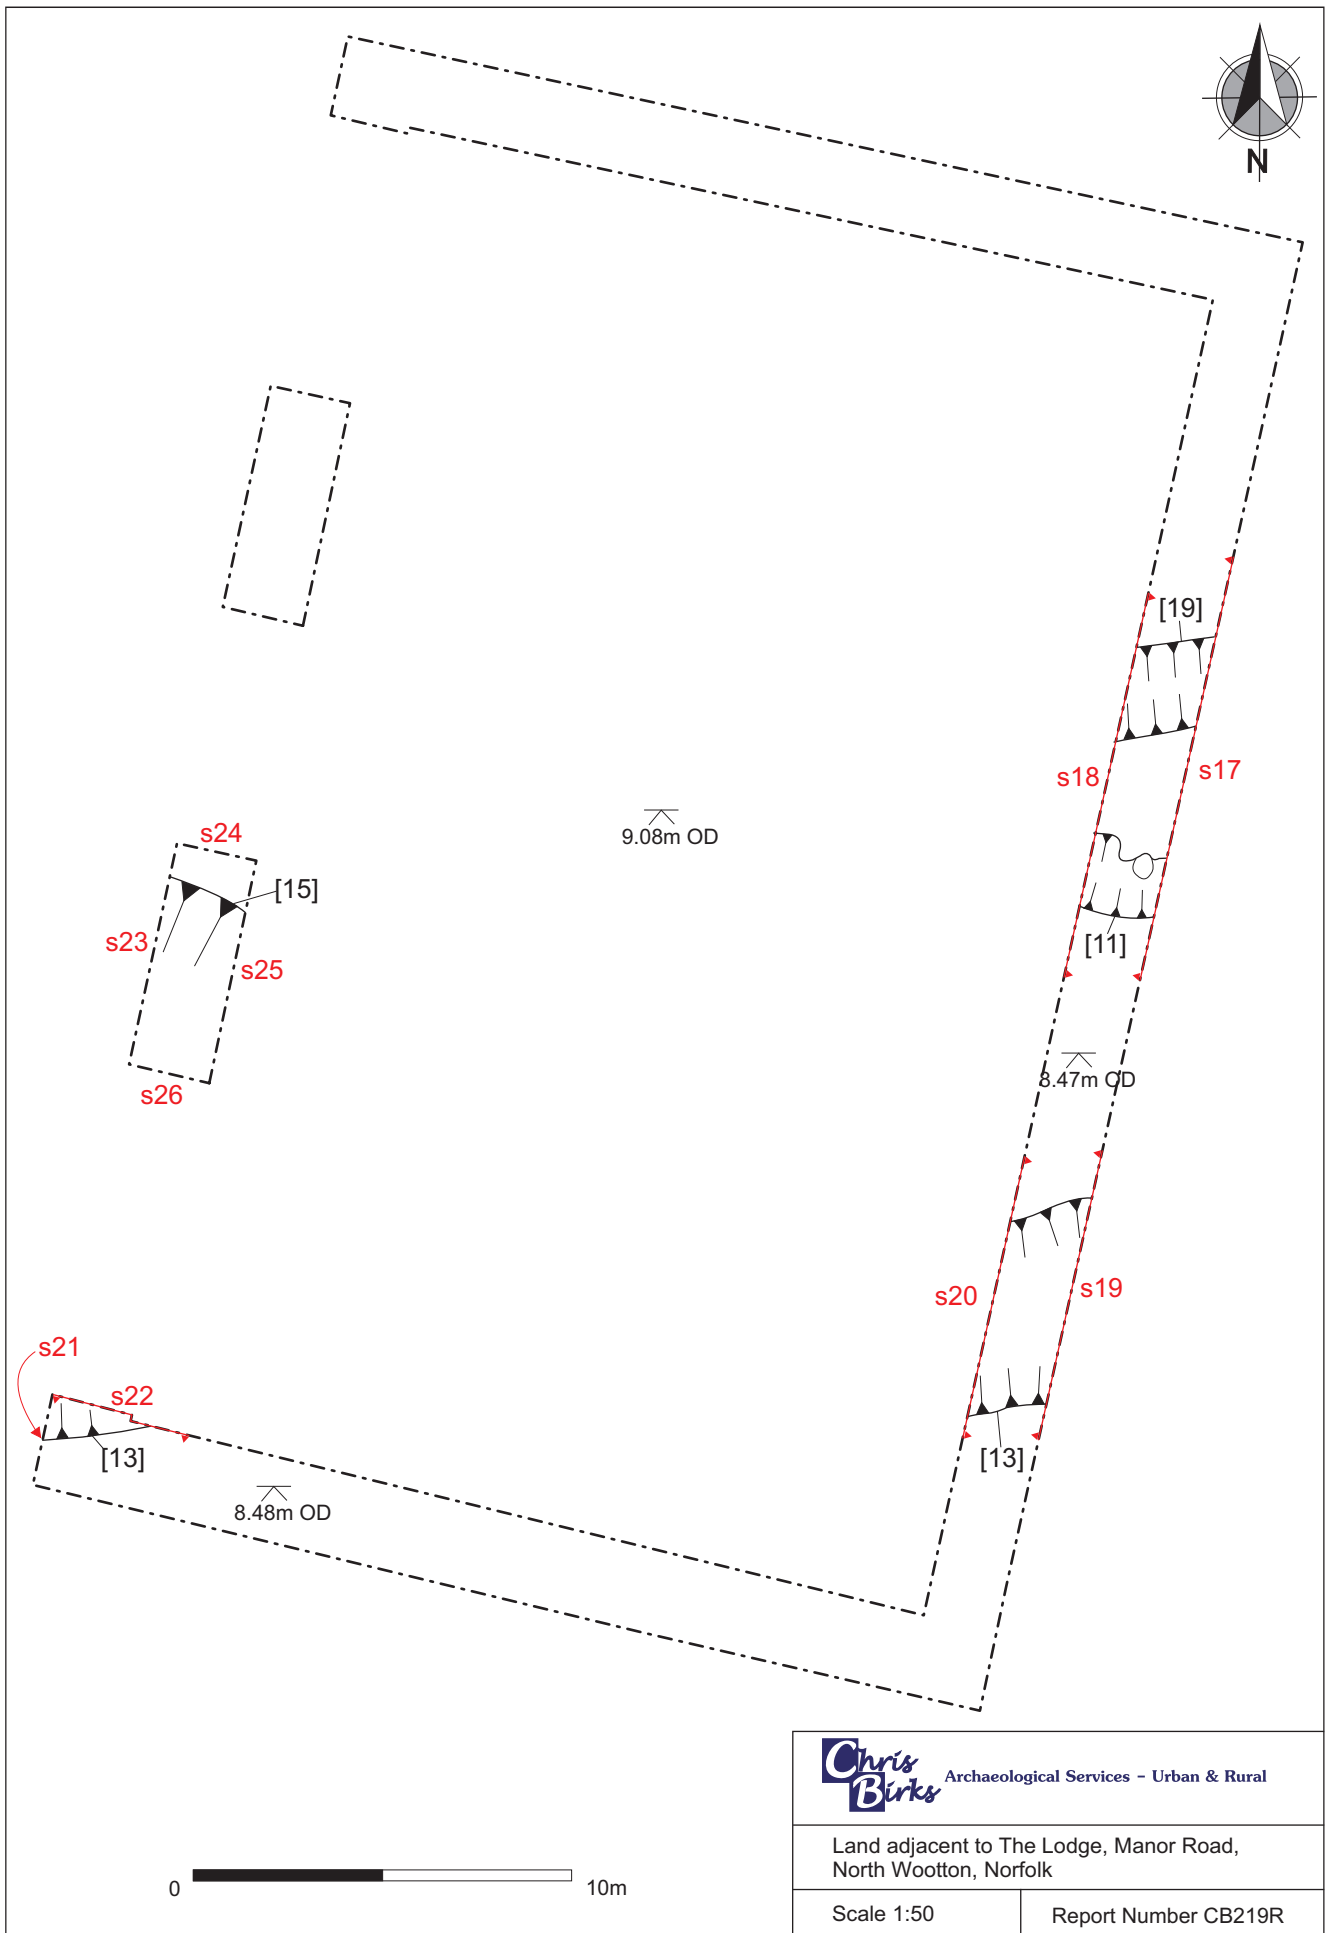 N
[19]
s18
s17
9.08m OD
s24
[15]
s23
s25
[11]
s26
8.47m OD
s20
s19
s21
s22
[13]
[13]
8.48m OD
Chris Birks
Archaeological Services - Urban & Rural
Land adjacent to The Lodge, Manor Road,
North Wootton, Norfolk
0
10m
Scale 1:50
Report Number CB219R